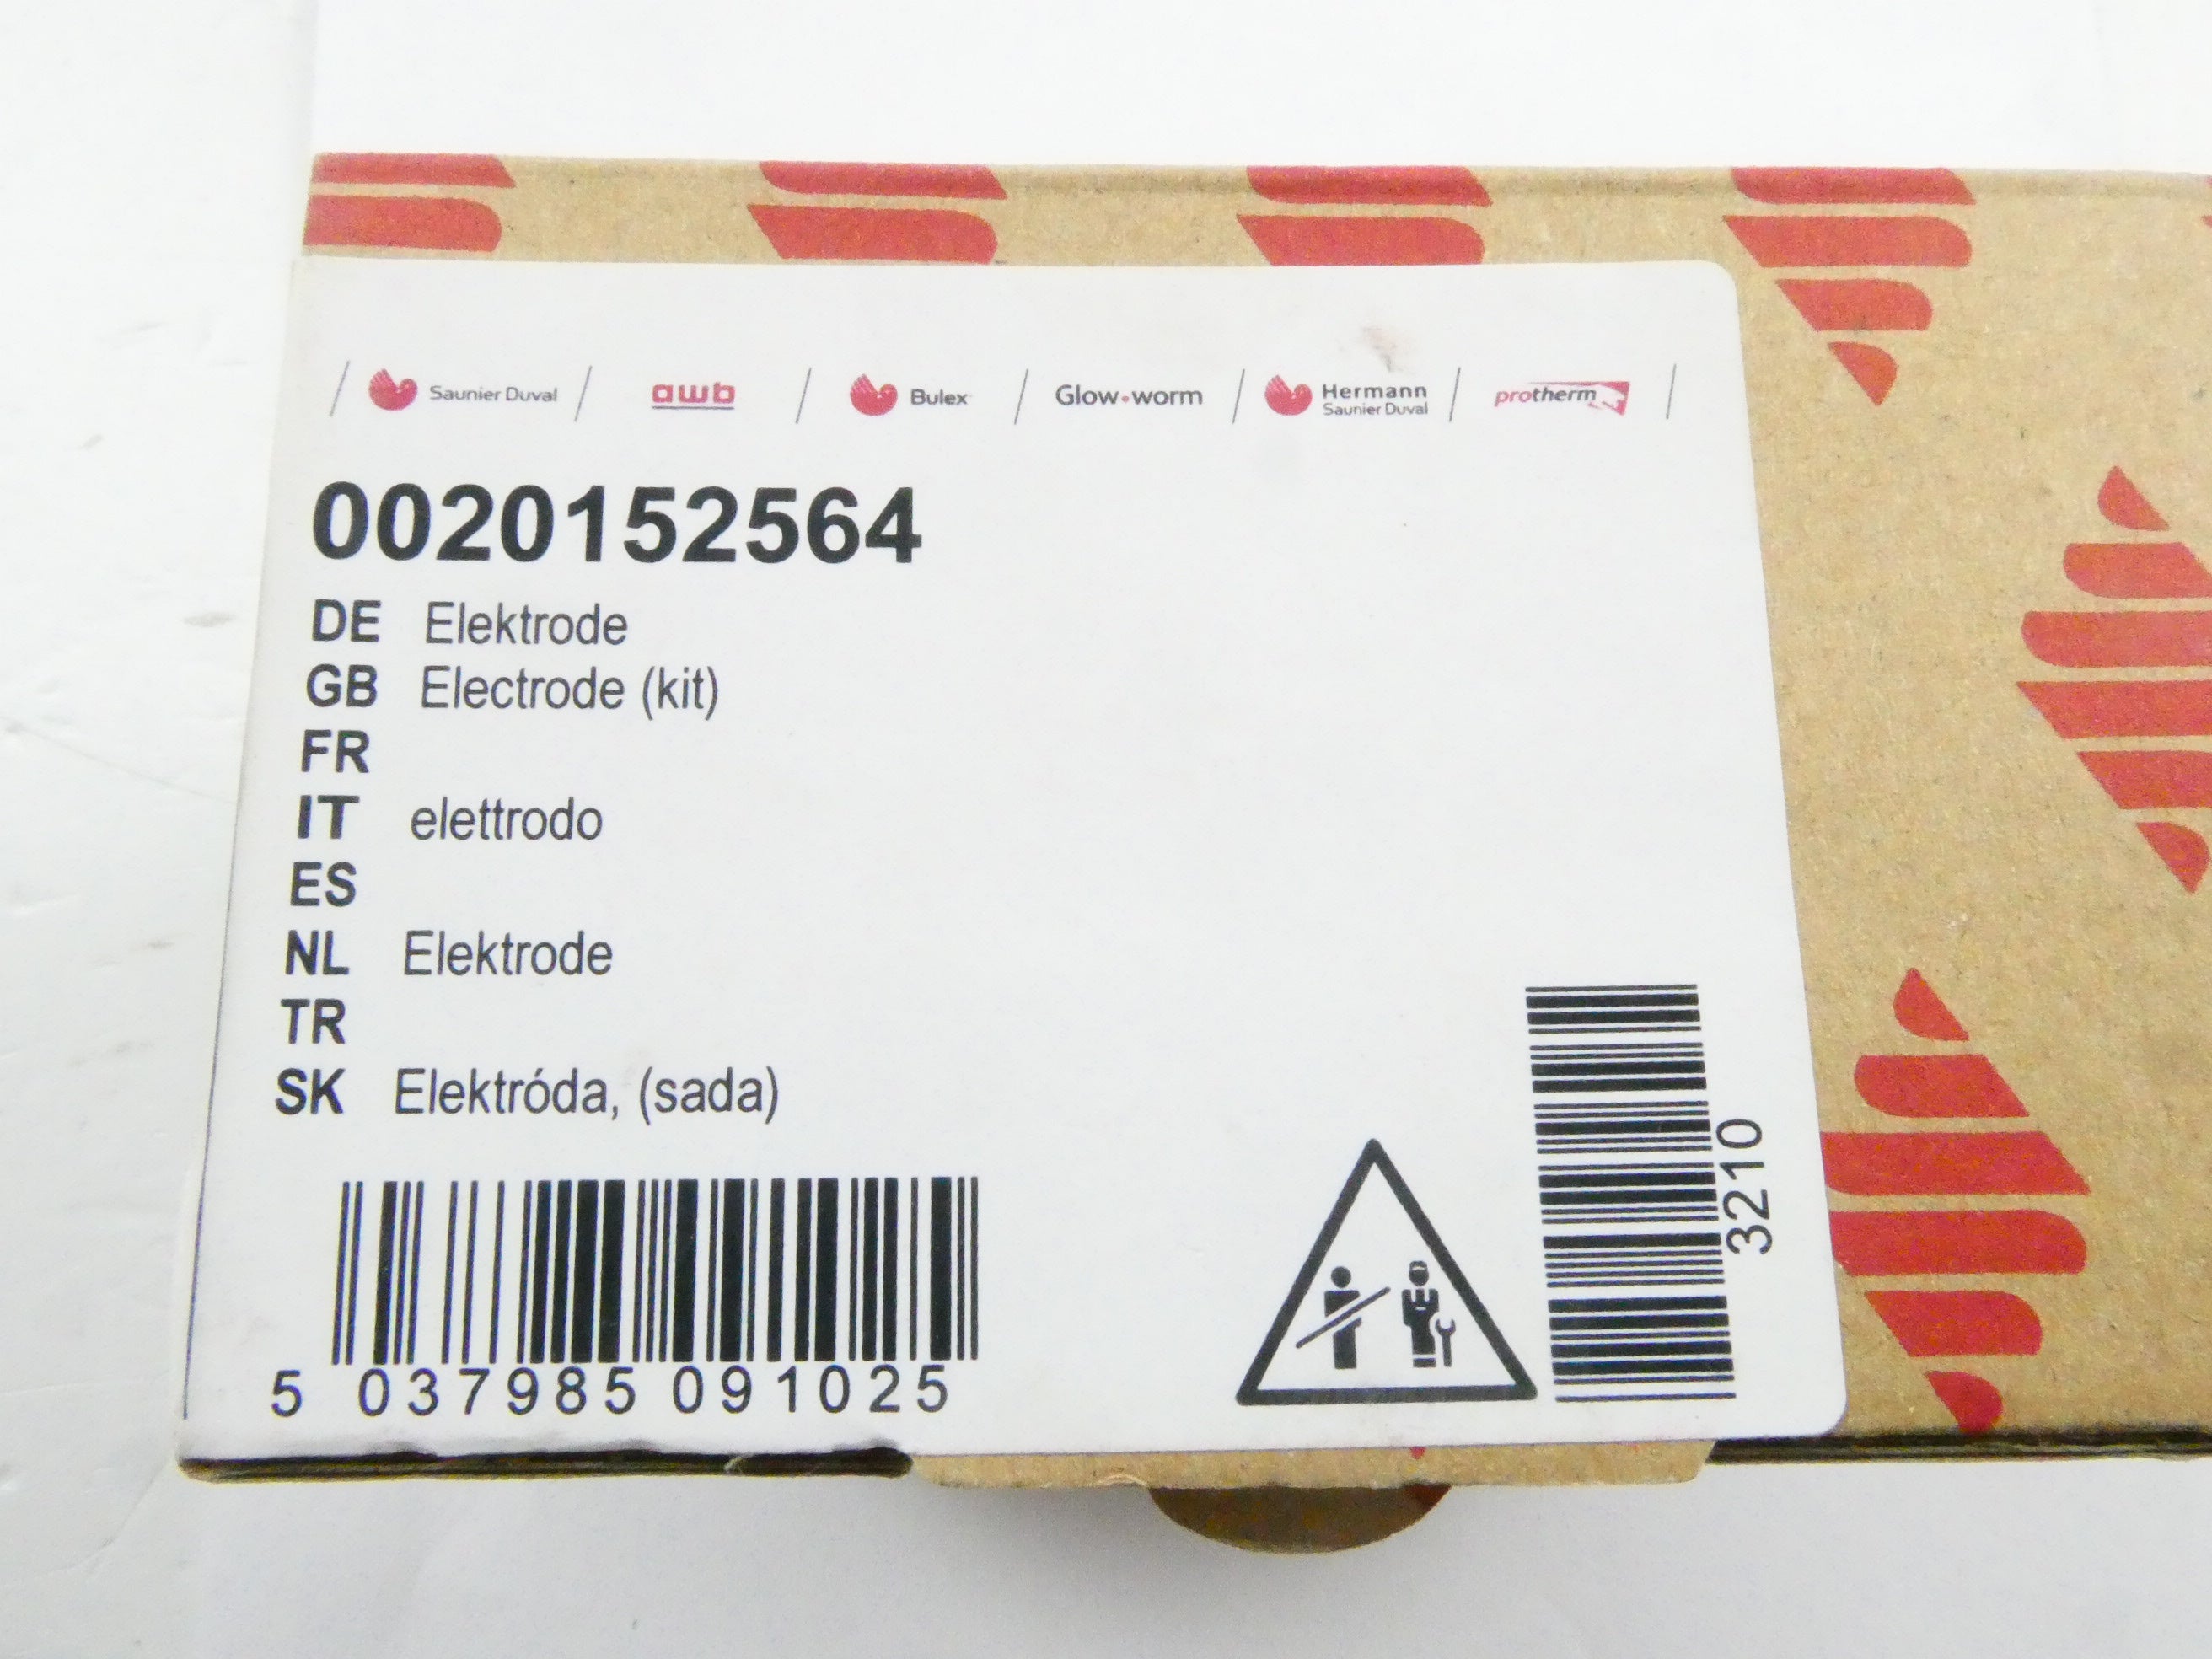 Saunier Duval awb Bulex Glow•worm Hermann Saunier Duval protherm
0020152564
DE Elektrode
GB Electrode (kit)
FR
IT elettrodo
ES
NL Elektrode
TR
SK Elektróda, (sada)
5 037985 091025
3210